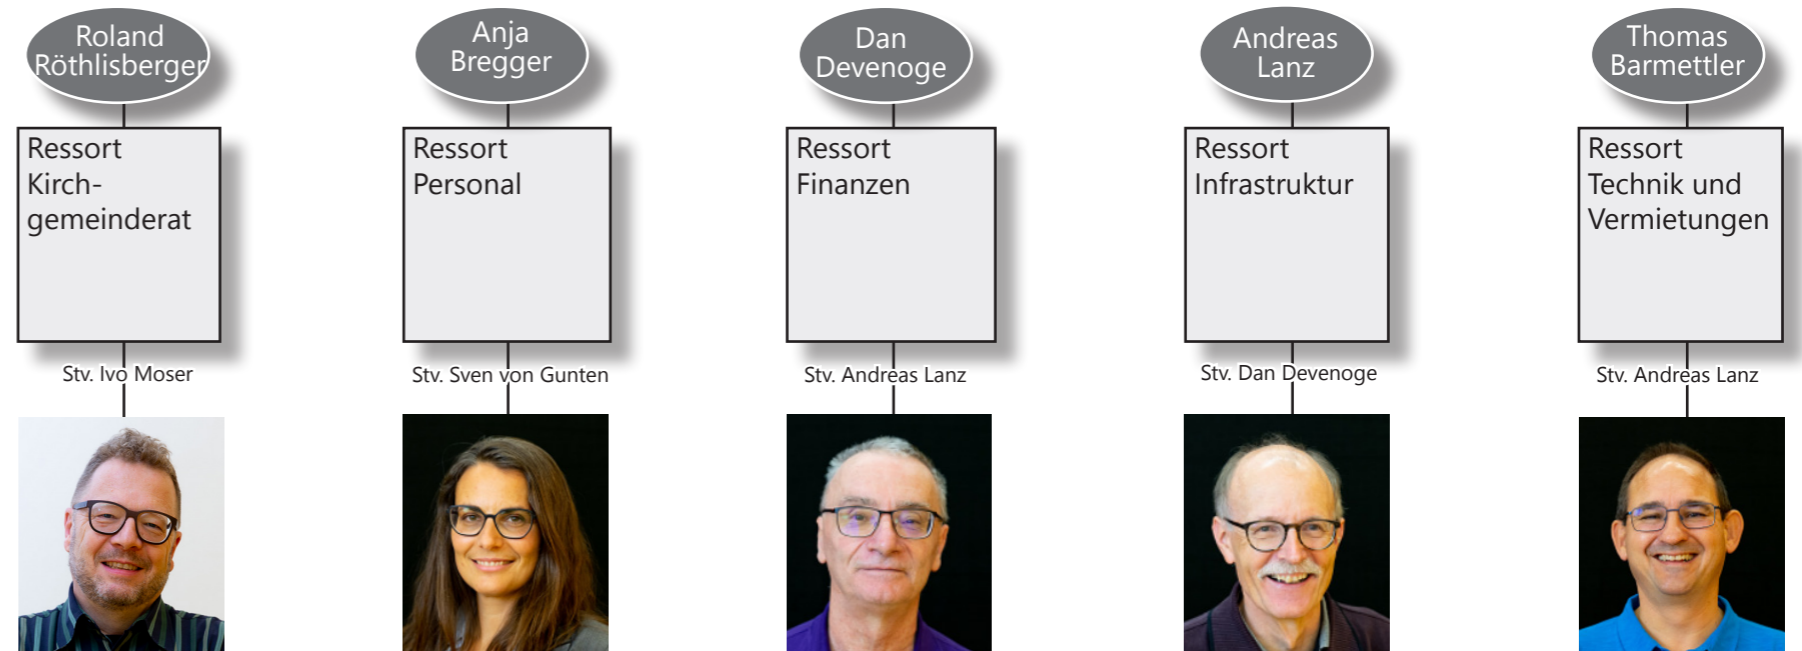 Roland
Röthlisberger
Ressort
Kirch-
gemeinderat
Stv. Ivo Moser
Anja
Bregger
Ressort
Personal
Stv. Sven von Gunten
Dan
Devenoge
Ressort
Finanzen
Stv. Andreas Lanz
Andreas
Lanz
Ressort
Infrastruktur
Stv. Dan Devenoge
Thomas
Barmettler
Ressort
Technik und
Vermietungen
Stv. Andreas Lanz